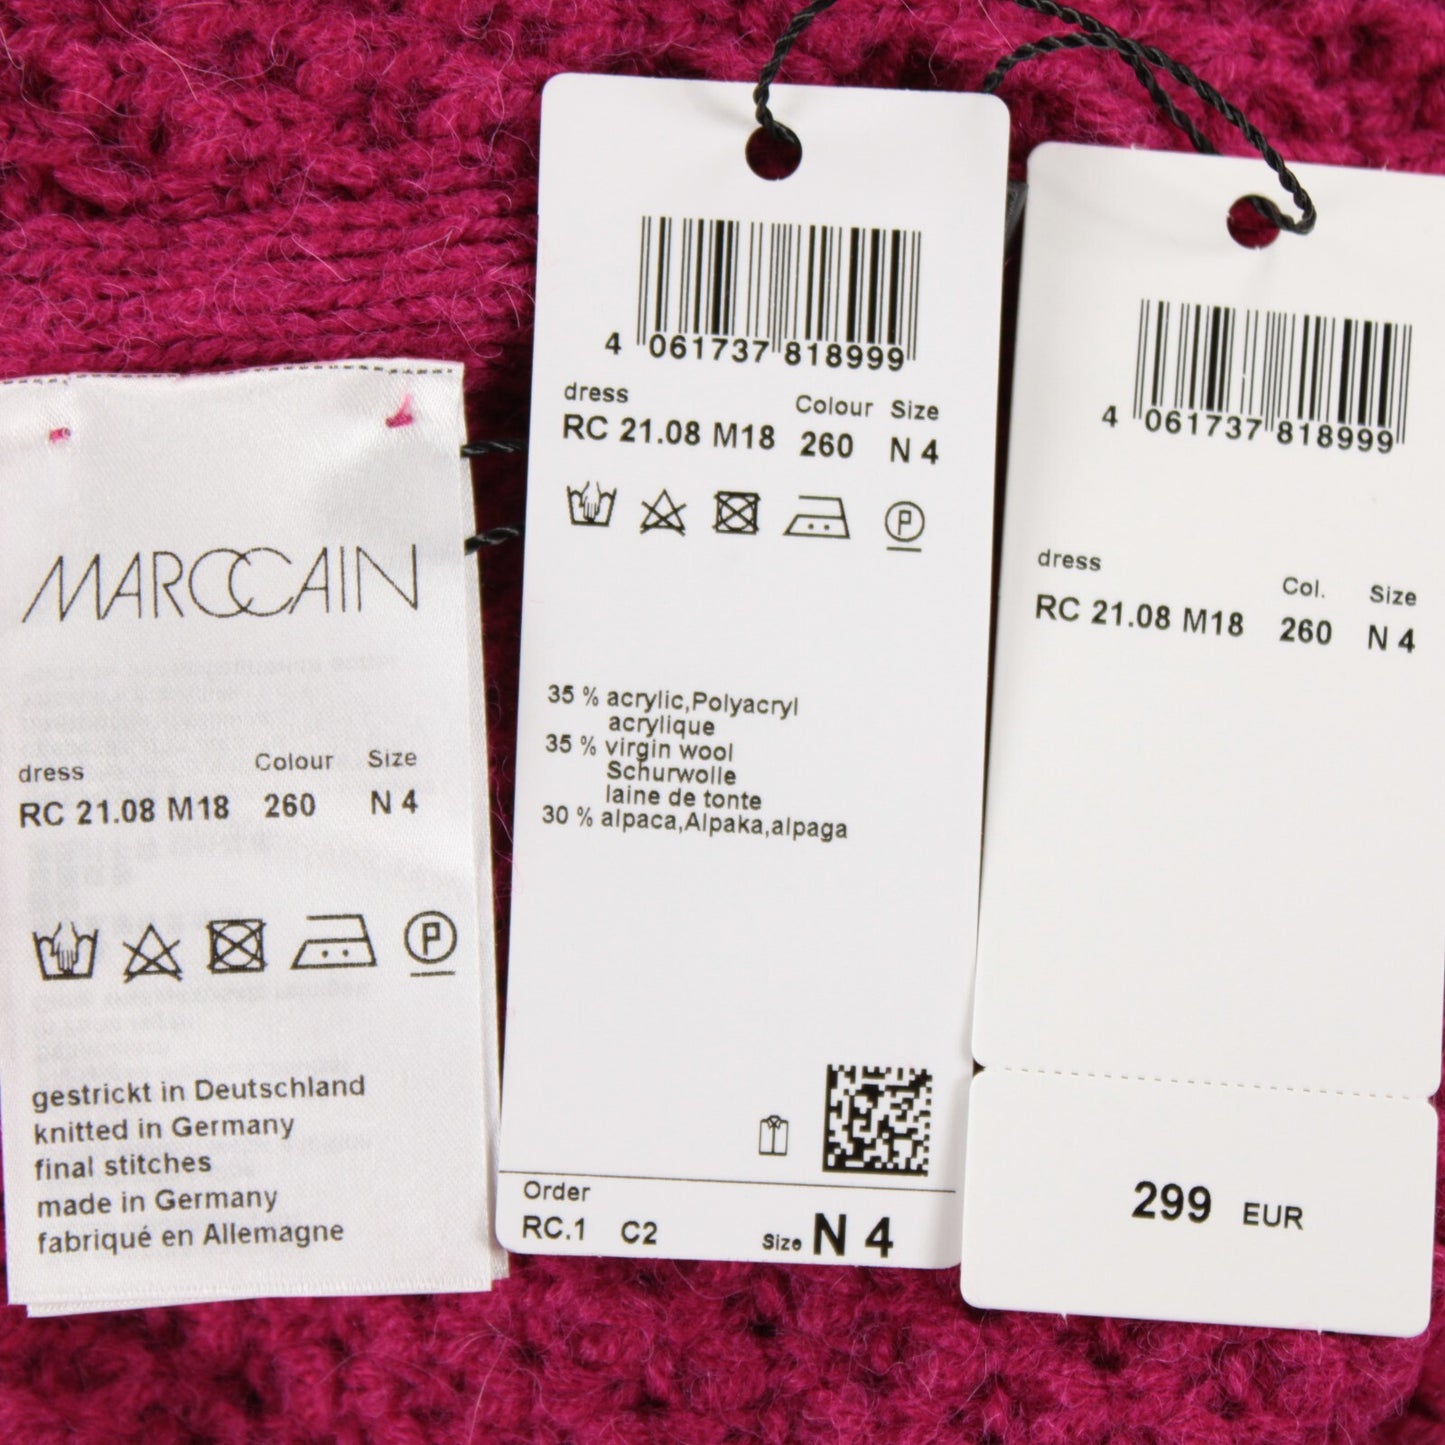 MARCCAIN
dress Colour Size
RC 21.08 M18 260 N 4
gestrickt in Deutschland
knitted in Germany
final stitches
made in Germany
fabriqué en Allemagne
4 061737 818999
dress Colour Size
RC 21.08 M18 260 N 4
P
35 % acrylic,Polyacryl
acrylique
35 % virgin wool
Schurwolle
laine de tonte
30 % alpaca,Alpaka,alpaga
Order
RC.1 C2 Size N 4
4 061737 818999
dress Col. Size
RC 21.08 M18 260 N 4
299 EUR